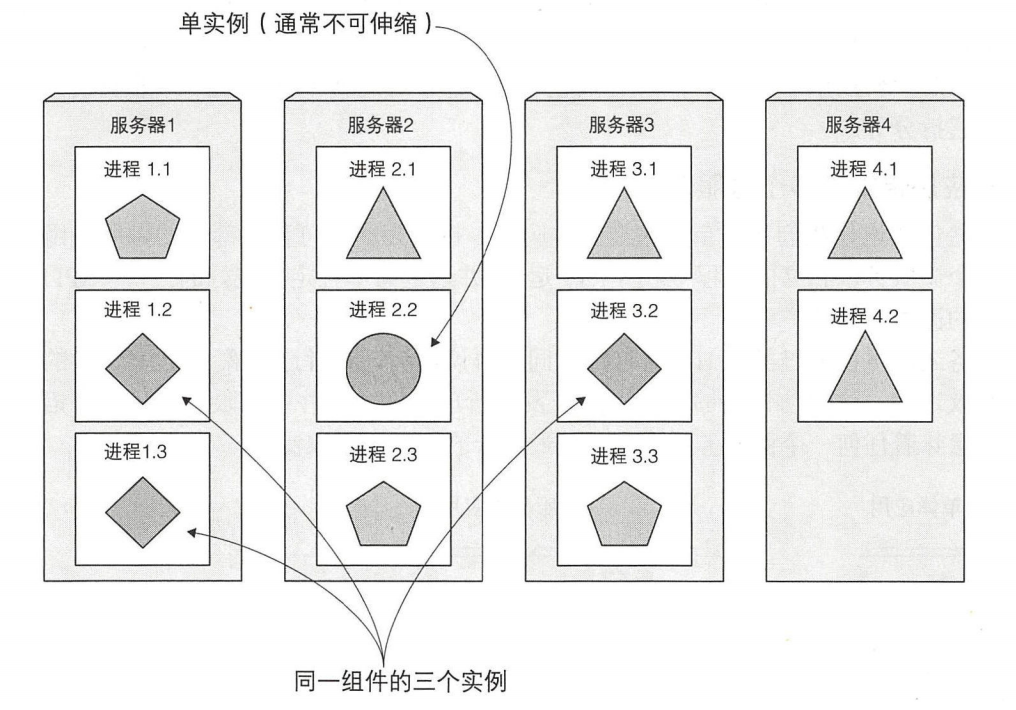 单实例（通常不可伸缩）
服务器1
进程 1.1
进程 1.2
进程1.3
服务器2
进程 2.1
进程 2.2
进程 2.3
服务器3
进程 3.1
进程 3.2
进程 3.3
服务器4
进程 4.1
进程 4.2
同一组件的三个实例